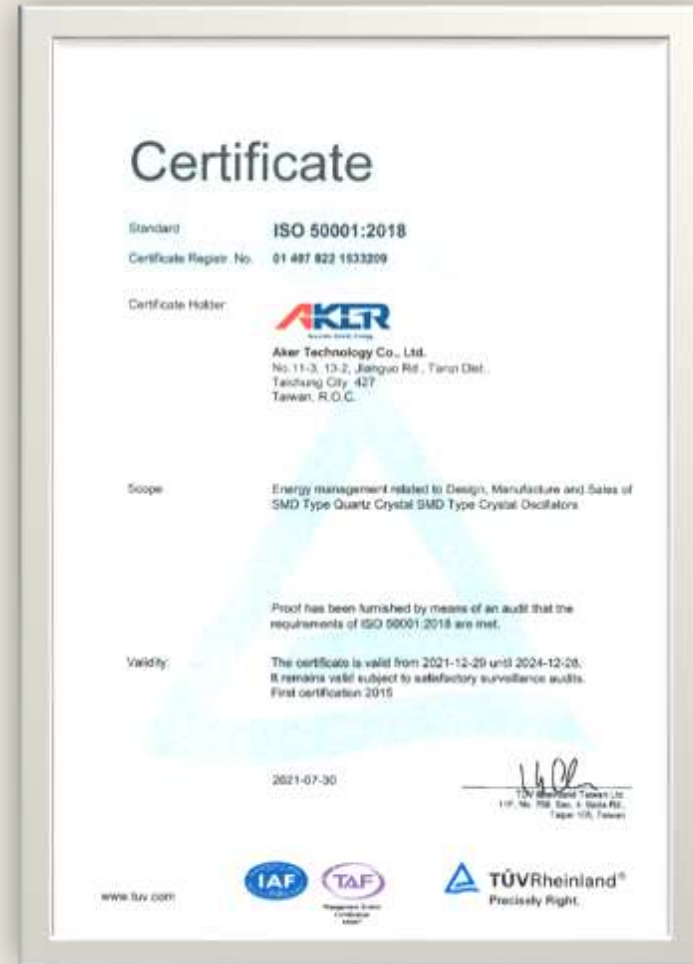 Certificate
Standard ISO 50001:2018
Certificate Registr. No. 01 407 822 1533209
Certificate Holder: AKER
Aker Technology Co., Ltd.
No.11-3, 13-2, Jianguo Rd., Tanzi Dist.,
Taichung City 427
Taiwan, R.O.C.
Scope: Energy management related to Design, Manufacture and Sales of
SMD Type Quartz Crystal SMD Type Crystal Oscillators
Proof has been furnished by means of an audit that the
requirements of ISO 50001:2018 are met.
Validity: The certificate is valid from 2021-12-29 until 2024-12-28.
It remains valid subject to satisfactory surveillance audits.
First certification 2015
2021-07-30
TÜV Rheinland Taiwan Ltd.
Taipei 105, Taiwan
www.tuv.com
IAF
TAF
Management System
Certification
TÜVRheinland®
Precisely Right.